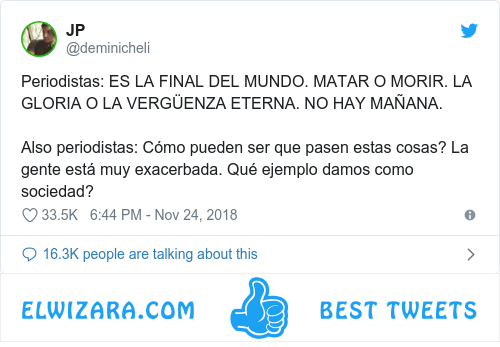 JP
@deminicheli
Periodistas: ES LA FINAL DEL MUNDO. MATAR O MORIR. LA
GLORIA O LA VERGÜENZA ETERNA. NO HAY MAÑANA.
Also periodistas: Cómo pueden ser que pasen estas cosas? La
gente está muy exacerbada. Qué ejemplo damos como
sociedad?
33.5K 6:44 PM - Nov 24, 2018
16.3K people are talking about this
ELWIZARA.COM BEST TWEETS